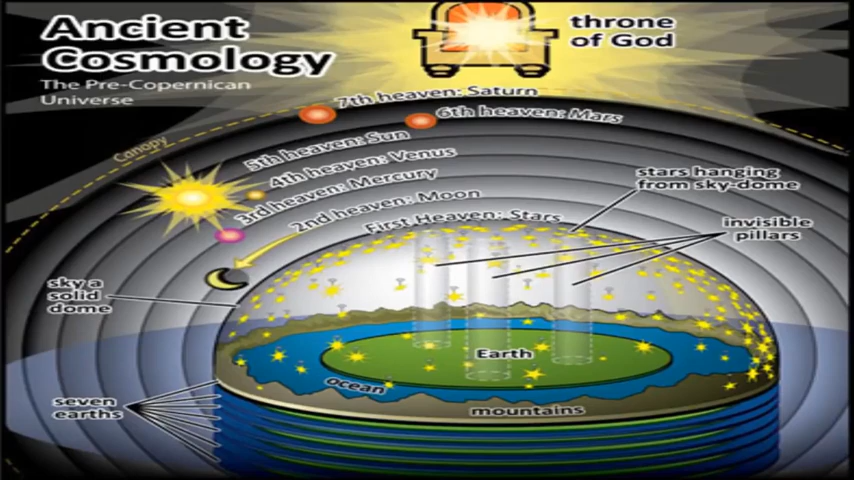 Ancient
Cosmology
The Pre-Copernican
Universe
throne
of God
7th heaven: Saturn
6th heaven: Mars
Canopy
5th heaven: Sun
4th heaven: Venus
3rd heaven: Mercury
2nd heaven: Moon
First Heaven: Stars
stars hanging
from sky-dome
invisible
pillars
sky a
solid
dome
Earth
ocean
seven
earths
mountains